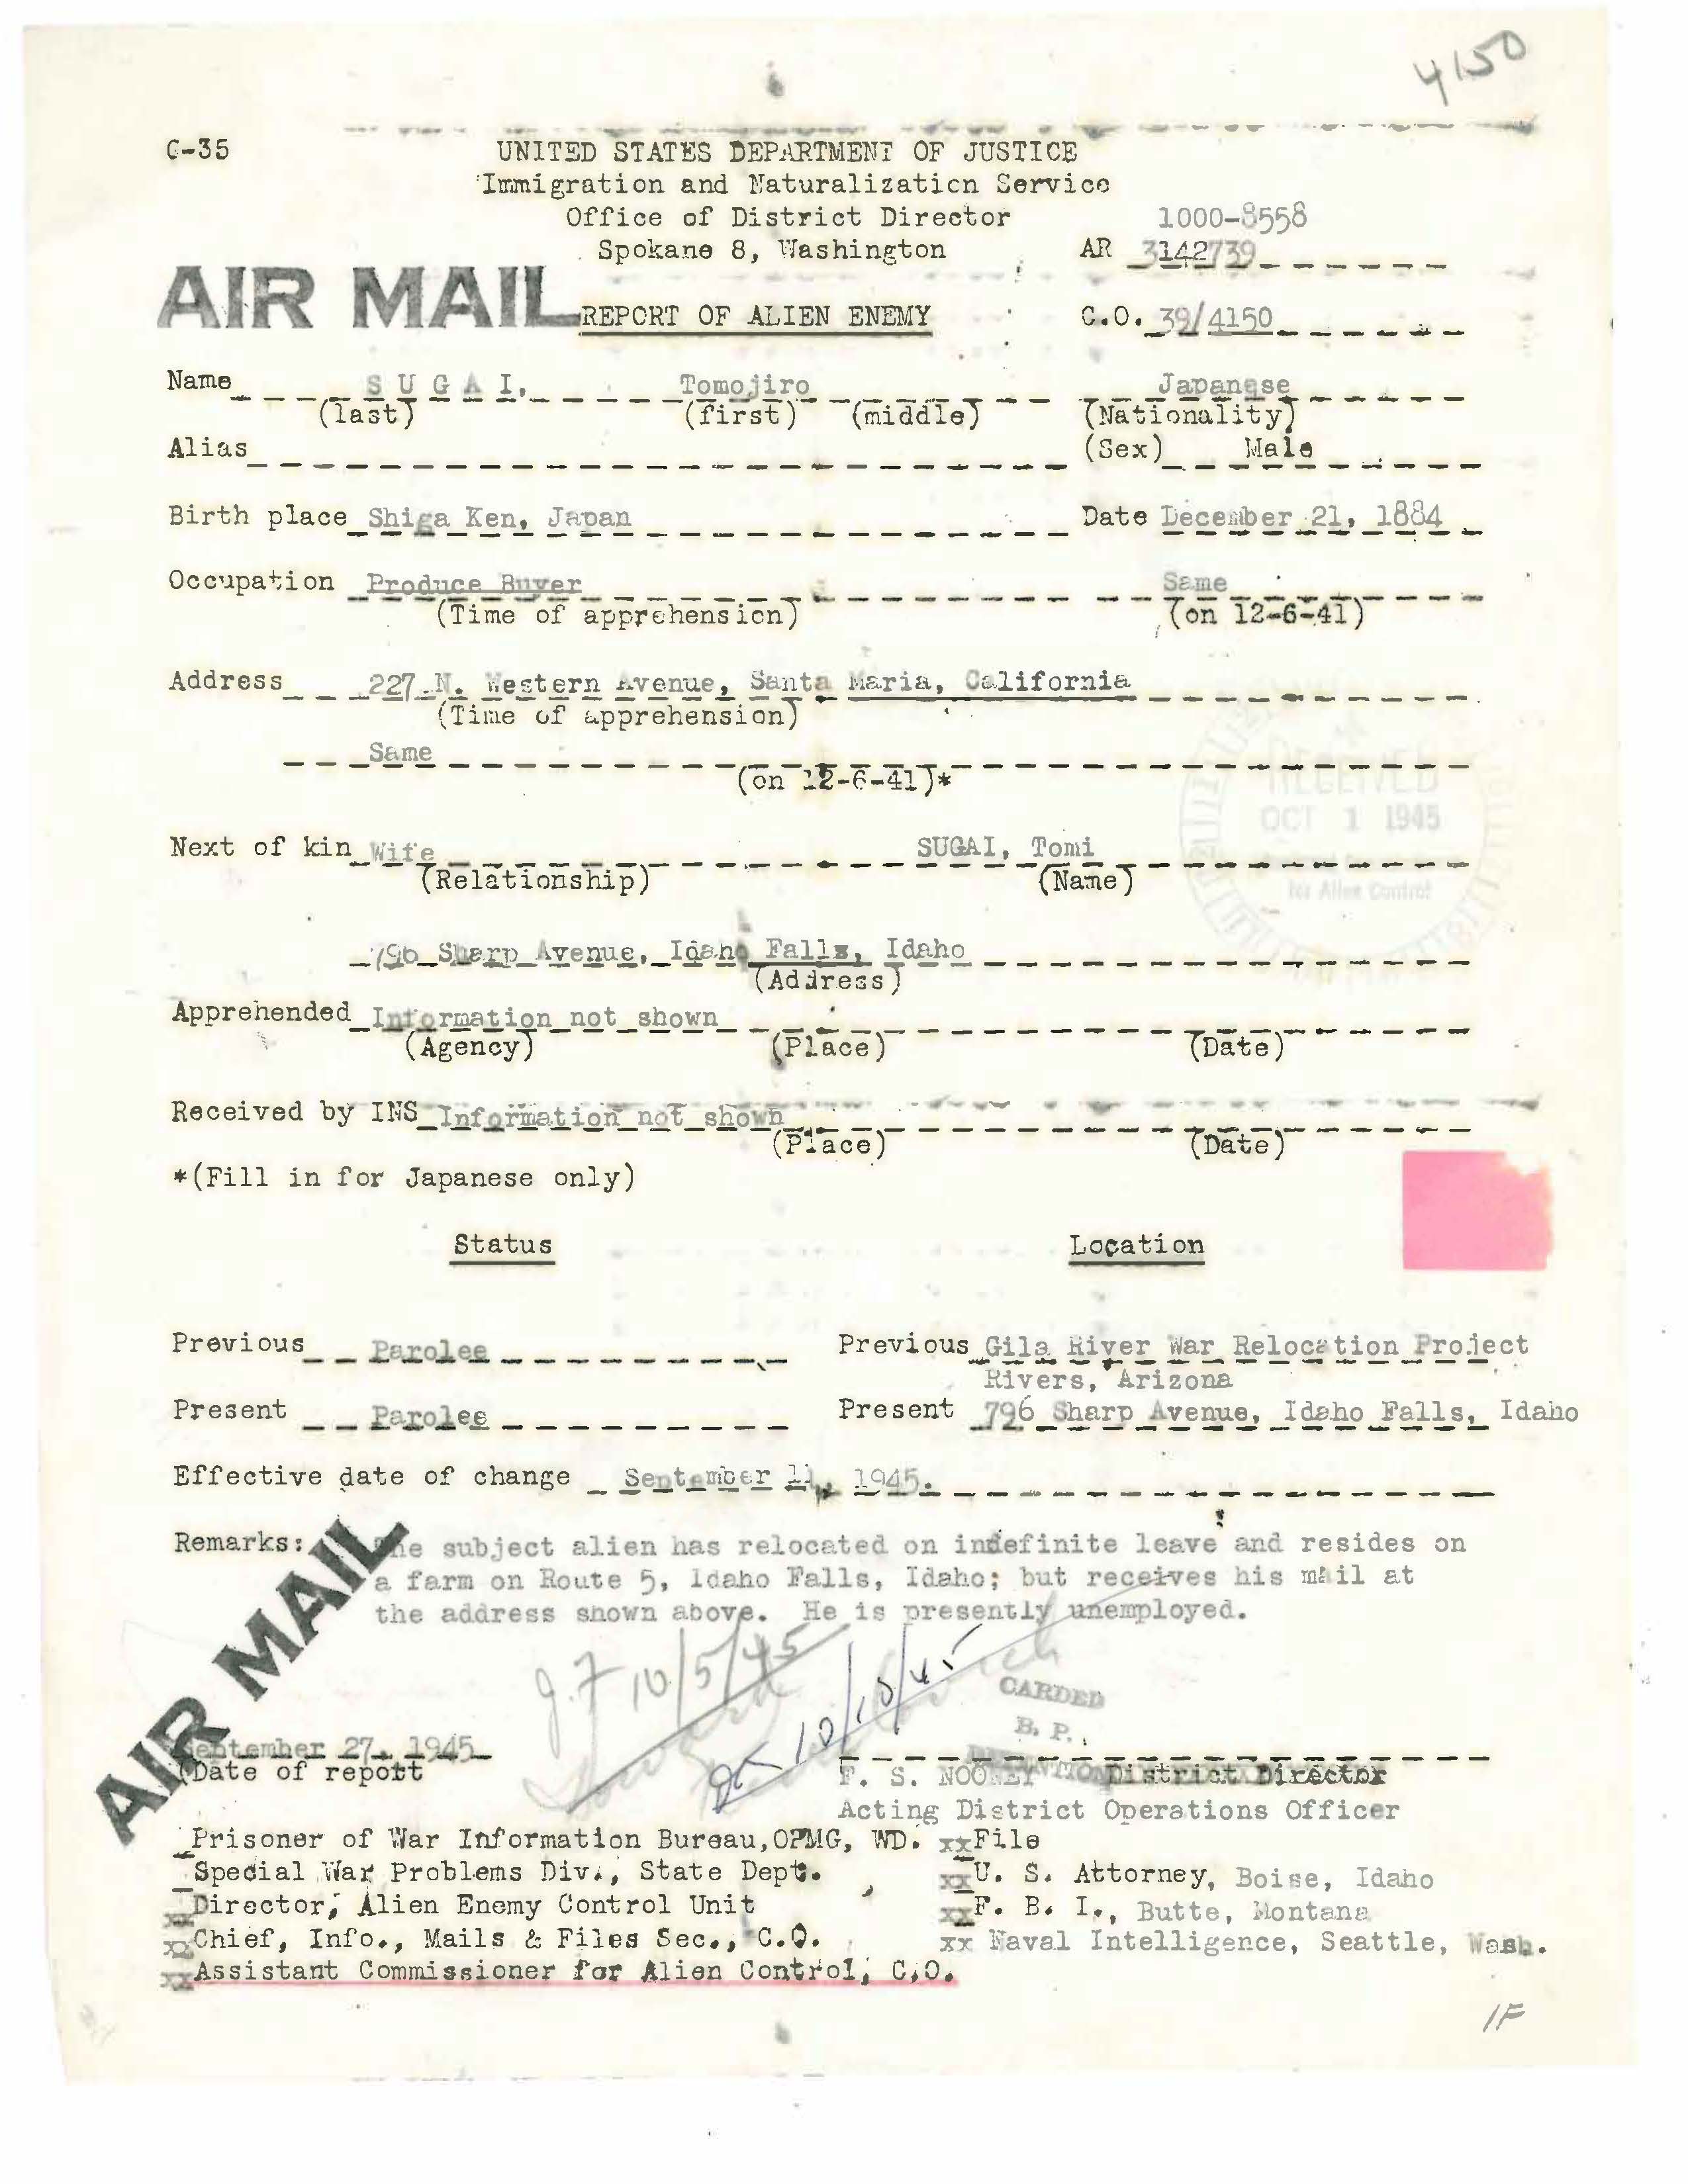 4150
C-35
UNITED STATES DEPARTMENT OF JUSTICE
Immigration and Naturalization Service
Office of District Director
1000-8558
Spokane 8, Washington
AR 3142739
AIR MAIL
REPORT OF ALIEN ENEMY
C.O. 39/4150
Name S U G A I, Tomojiro Japanese
(last) (first) (middle) (Nationality)
Alias (Sex) Male
Birth place Shiga Ken, Japan Date December 21, 1884
Occupation Produce Buyer Same
(Time of apprehension) (on 12-6-41)
Address 227 N. Western Avenue, Santa Maria, California
(Time of apprehension)
Same
(on 12-6-41)*
RECEIVED
OCT 1 1945
for Alien Control
Next of kin Wife SUGAI, Tomi
(Relationship) (Name)
796 Sharp Avenue, Idaho Falls, Idaho
(Address)
Apprehended Information not shown
(Agency) (Place) (Date)
Received by INS Information not shown
(Place) (Date)
*(Fill in for Japanese only)
Status Location
Previous Parolee Previous Gila River War Relocation Project
Rivers, Arizona
Present Parolee Present 796 Sharp Avenue, Idaho Falls, Idaho
Effective date of change September 11, 1945.
Remarks: The subject alien has relocated on indefinite leave and resides on
a farm on Route 5, Idaho Falls, Idaho; but receives his mail at
the address shown above. He is presently unemployed.
AIR MAIL
J.F 10/5/45
10/10/45
CARDED
B. P.
September 27, 1945
(Date of report
F. S. NOONEY District Director
Acting District Operations Officer
Prisoner of War Information Bureau, OPMG, WD. xx File
Special War Problems Div., State Dept. xx U. S. Attorney, Boise, Idaho
xx Director, Alien Enemy Control Unit xx F. B. I., Butte, Montana
xx Chief, Info., Mails & Files Sec., C.O. xx Naval Intelligence, Seattle, Wash.
xx Assistant Commissioner for Alien Control, C.O.
1F